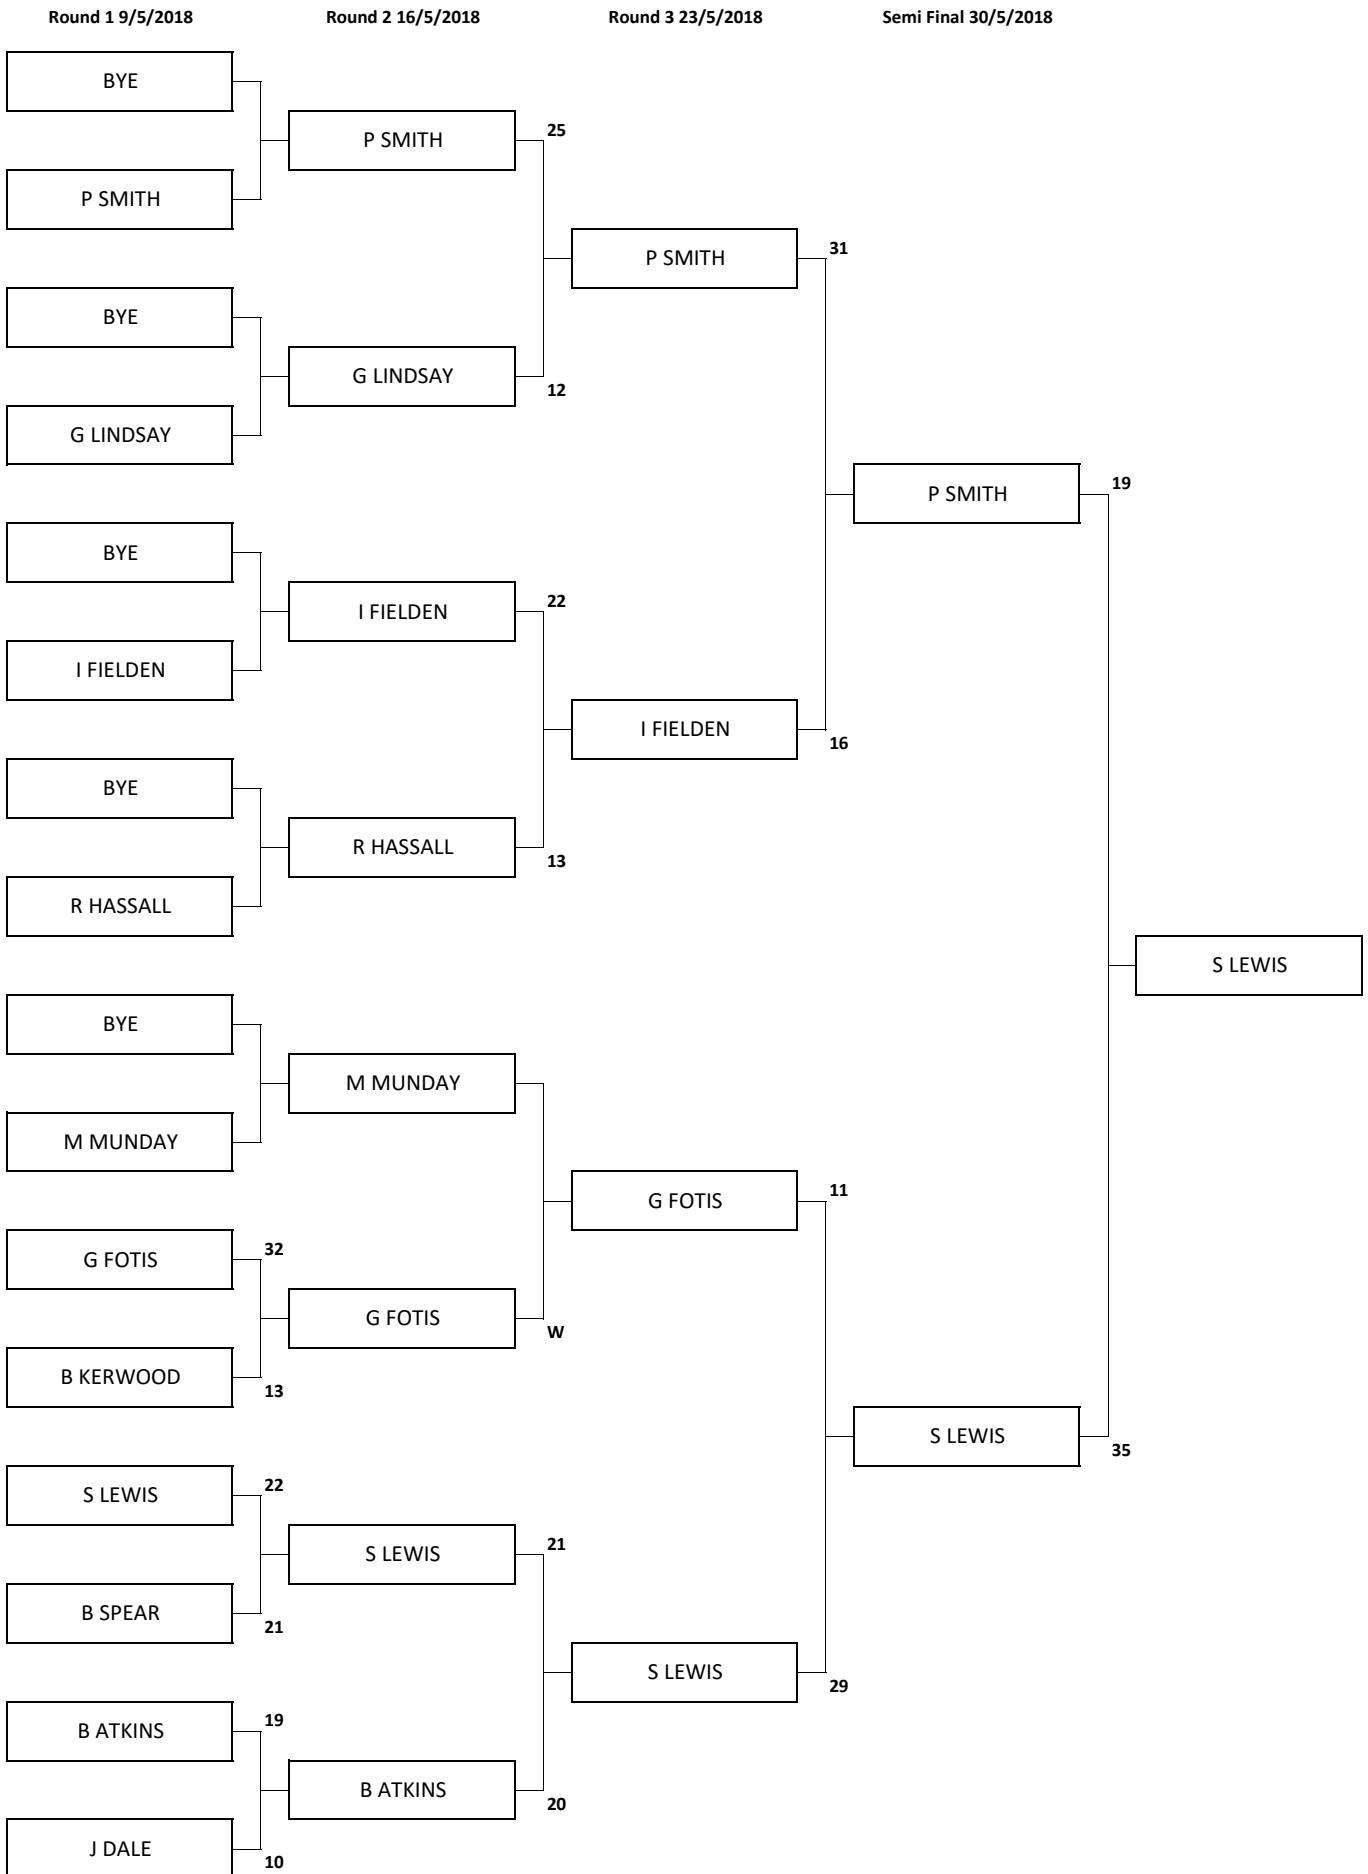 Round 1 9/5/2018
Round 2 16/5/2018
Round 3 23/5/2018
Semi Final 30/5/2018
BYE
P SMITH
25
P SMITH
P SMITH
31
BYE
G LINDSAY
12
G LINDSAY
P SMITH
19
BYE
I FIELDEN
22
I FIELDEN
I FIELDEN
16
BYE
R HASSALL
13
R HASSALL
S LEWIS
BYE
M MUNDAY
M MUNDAY
G FOTIS
11
G FOTIS
32
G FOTIS
W
B KERWOOD
13
S LEWIS
35
S LEWIS
22
S LEWIS
21
B SPEAR
21
S LEWIS
29
B ATKINS
19
B ATKINS
20
J DALE
10